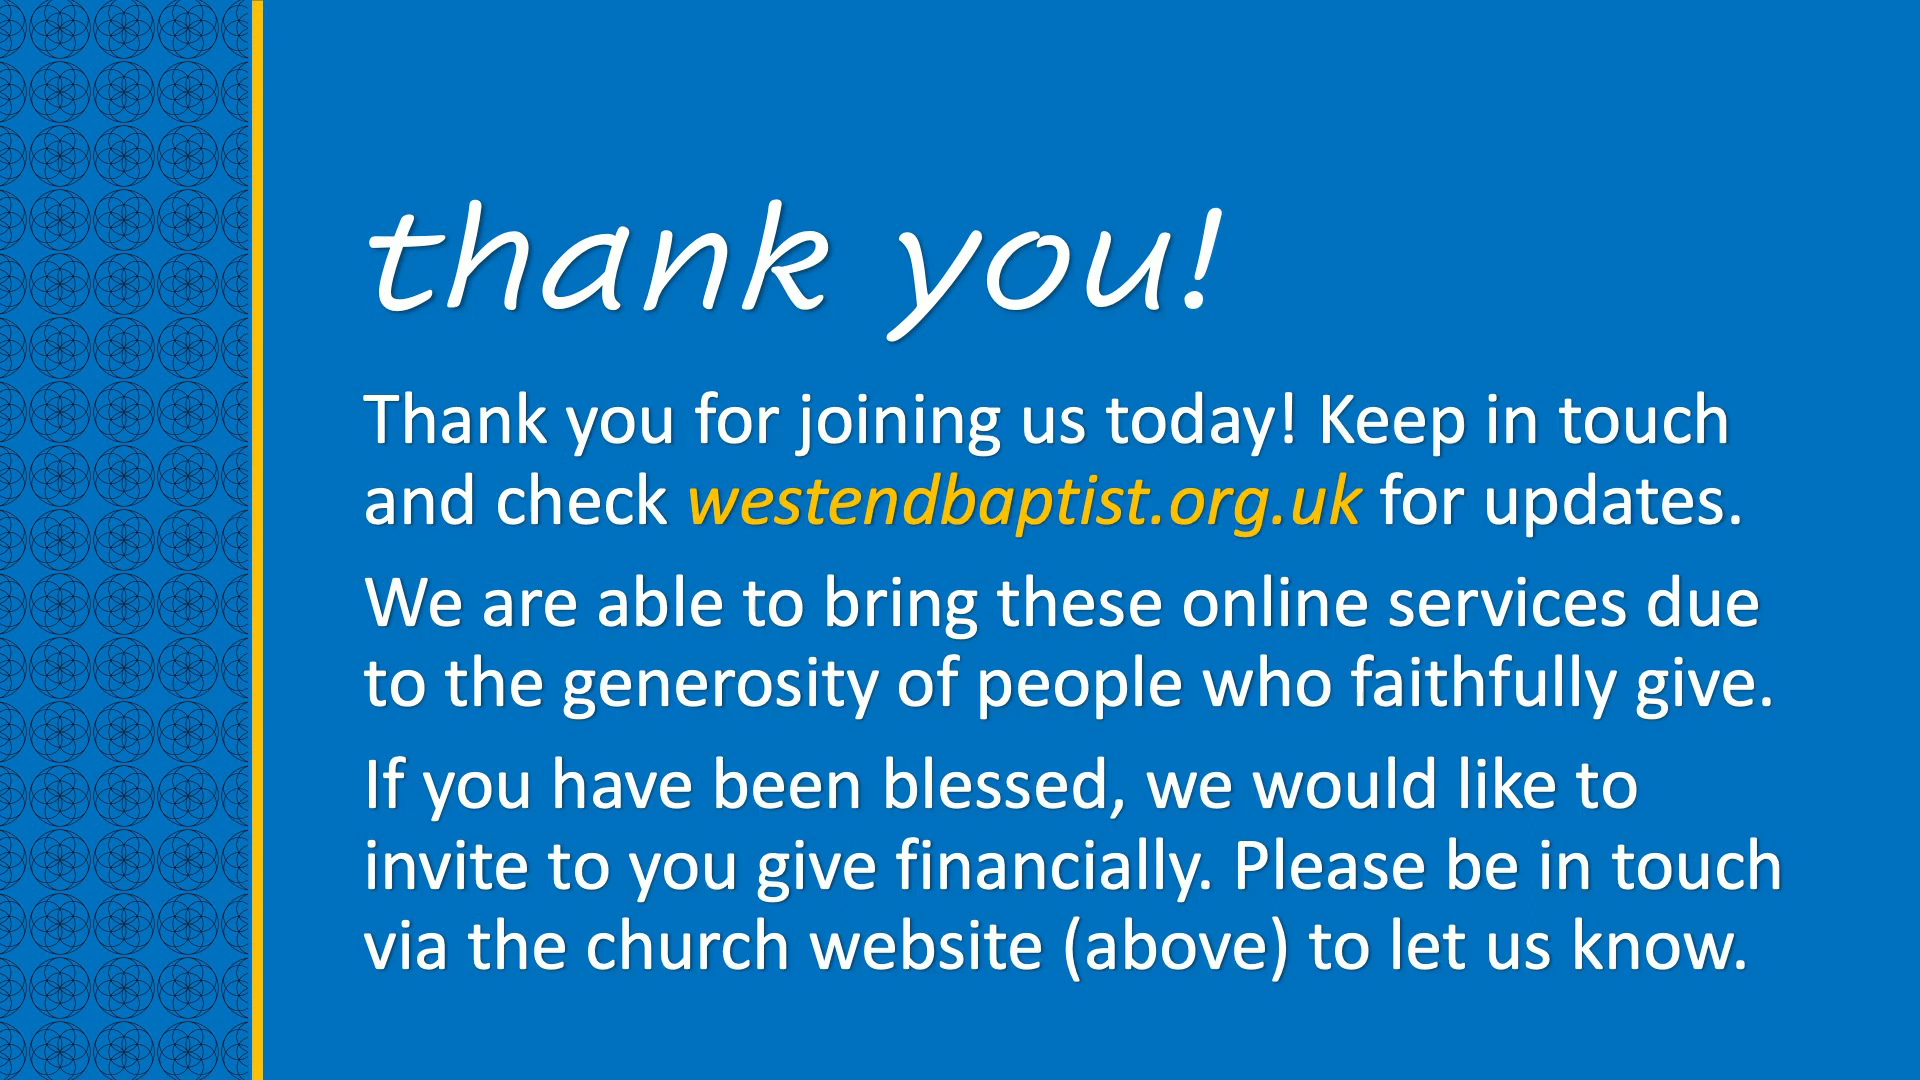 thank you!
Thank you for joining us today! Keep in touch
and check westendbaptist.org.uk for updates.
We are able to bring these online services due
to the generosity of people who faithfully give.
If you have been blessed, we would like to
invite to you give financially. Please be in touch
via the church website (above) to let us know.